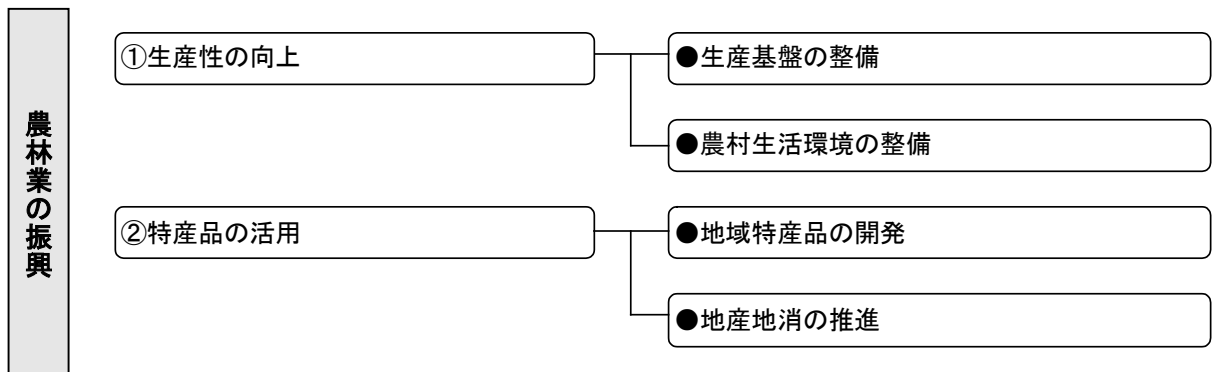 農林業の振興
①生産性の向上
●生産基盤の整備
●農村生活環境の整備
②特産品の活用
●地域特産品の開発
●地産地消の推進